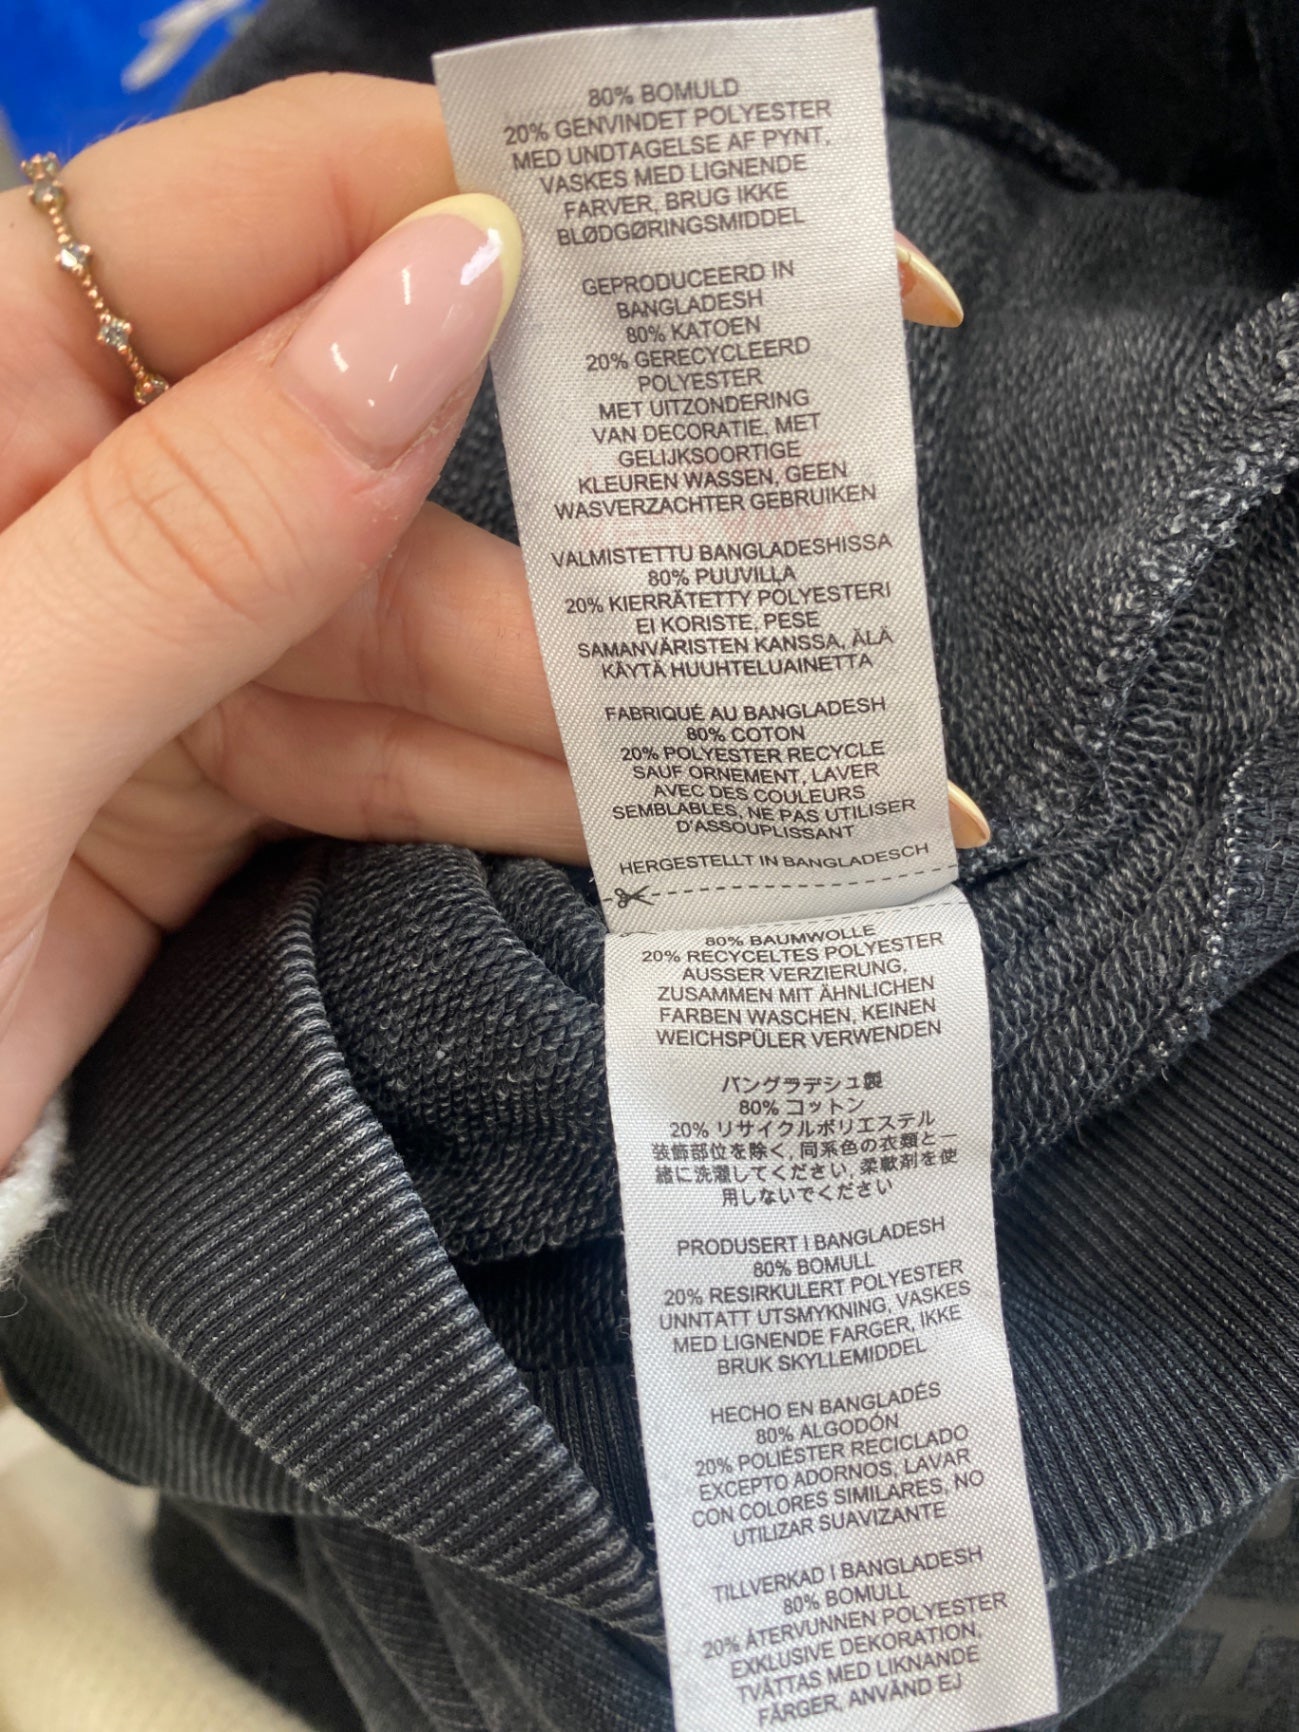 80% BOMULD
20% GENVINDET POLYESTER
MED UNDTAGELSE AF PYNT,
VASKES MED LIGNENDE
FARVER, BRUG IKKE
BLØDGØRINGSMIDDEL
GEPRODUCEERD IN
BANGLADESH
80% KATOEN
20% GERECYCLEERD
POLYESTER
MET UITZONDERING
VAN DECORATIE, MET
GELIJKSOORTIGE
KLEUREN WASSEN, GEEN
WASVERZACHTER GEBRUIKEN
VALMISTETTU BANGLADESHISSA
80% PUUVILLA
20% KIERRÄTETTY POLYESTERI
EI KORISTE, PESE
SAMANVÄRISTEN KANSSA, ÄLÄ
KÄYTÄ HUUHTELUAINETTA
FABRIQUÉ AU BANGLADESH
80% COTON
20% POLYESTER RECYCLE
SAUF ORNEMENT, LAVER
AVEC DES COULEURS
SEMBLABLES, NE PAS UTILISER
D'ASSOUPLISSANT
HERGESTELLT IN BANGLADESCH
80% BAUMWOLLE
20% RECYCELTES POLYESTER
AUSSER VERZIERUNG,
ZUSAMMEN MIT ÄHNLICHEN
FARBEN WASCHEN, KEINEN
WEICHSPÜLER VERWENDEN
バングラデシュ製
80% コットン
20% リサイクルポリエステル
装飾部位を除く, 同系色の衣類と一
緒に洗濯してください, 柔軟剤を使
用しないでください
PRODUSERT I BANGLADESH
80% BOMULL
20% RESIRKULERT POLYESTER
UNNTATT UTSMYKNING, VASKES
MED LIGNENDE FARGER, IKKE
BRUK SKYLLEMIDDEL
HECHO EN BANGLADÉS
80% ALGODÓN
20% POLIÉSTER RECICLADO
EXCEPTO ADORNOS, LAVAR
CON COLORES SIMILARES, NO
UTILIZAR SUAVIZANTE
TILLVERKAD I BANGLADESH
80% BOMULL
20% ÅTERVUNNEN POLYESTER
EXKLUSIVE DEKORATION,
TVÄTTAS MED LIKNANDE
FÄRGER, ANVÄND EJ